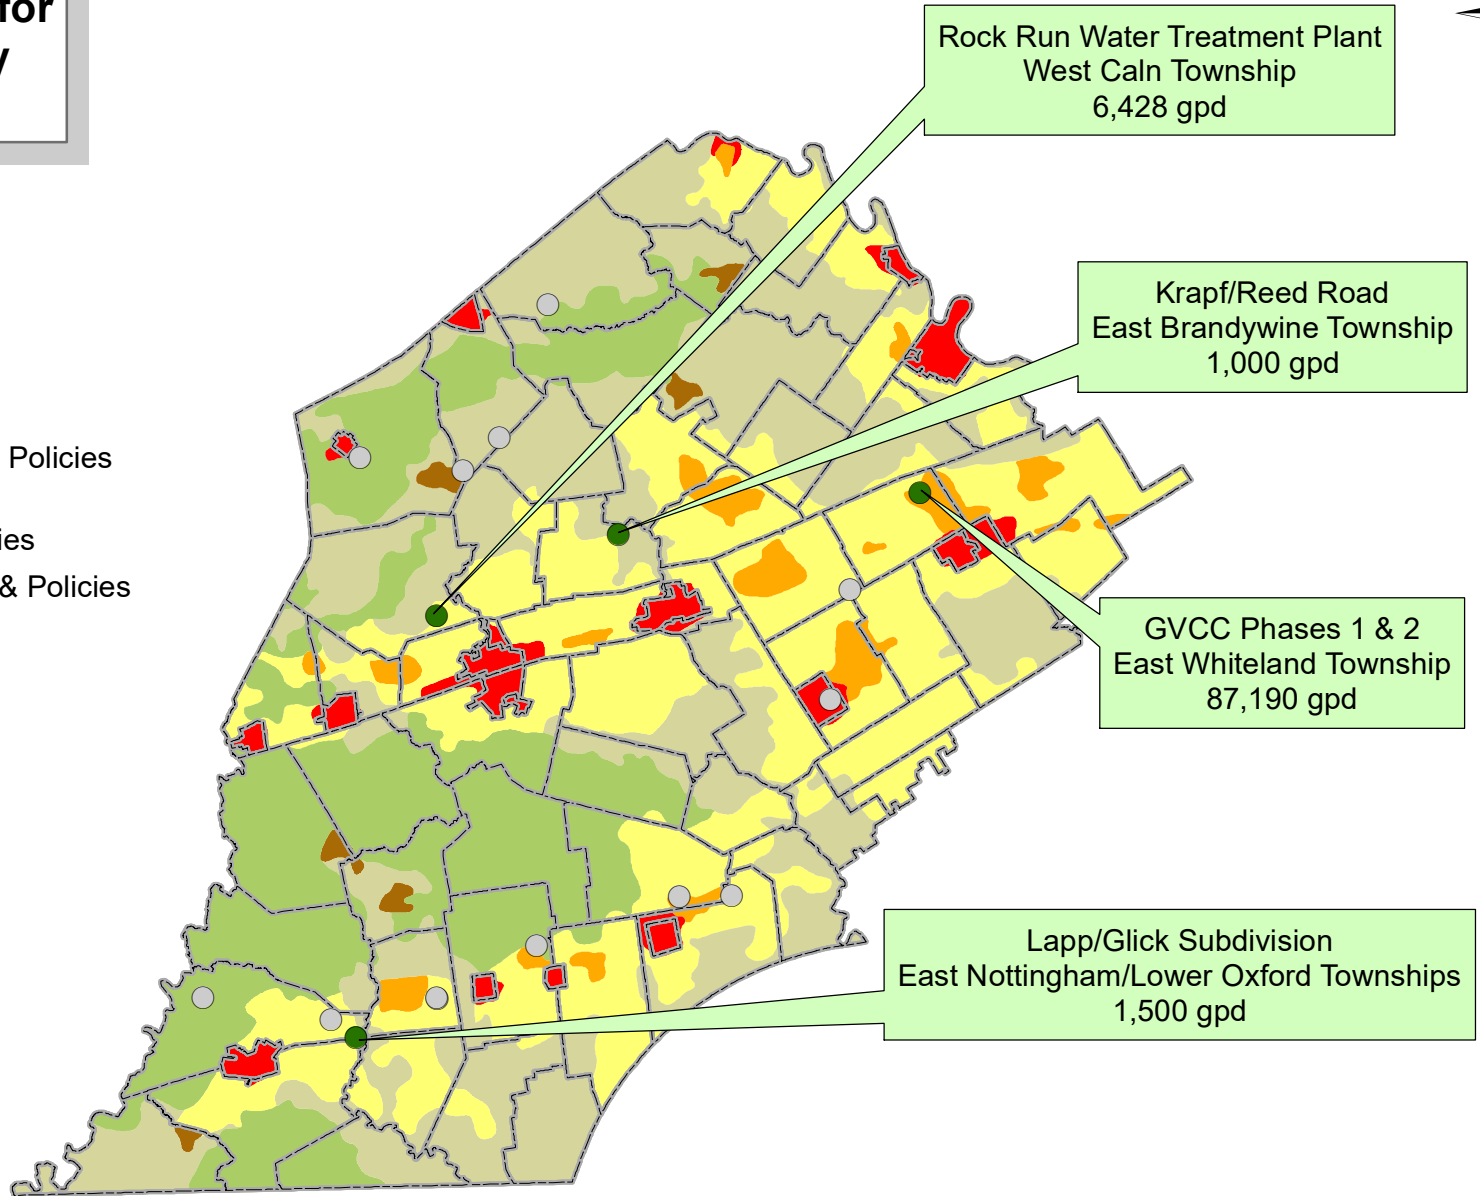 for
y
Rock Run Water Treatment Plant
West Caln Township
6,428 gpd
Krapf/Reed Road
East Brandywine Township
1,000 gpd
Policies
ies
& Policies
GVCC Phases 1 & 2
East Whiteland Township
87,190 gpd
Lapp/Glick Subdivision
East Nottingham/Lower Oxford Townships
1,500 gpd